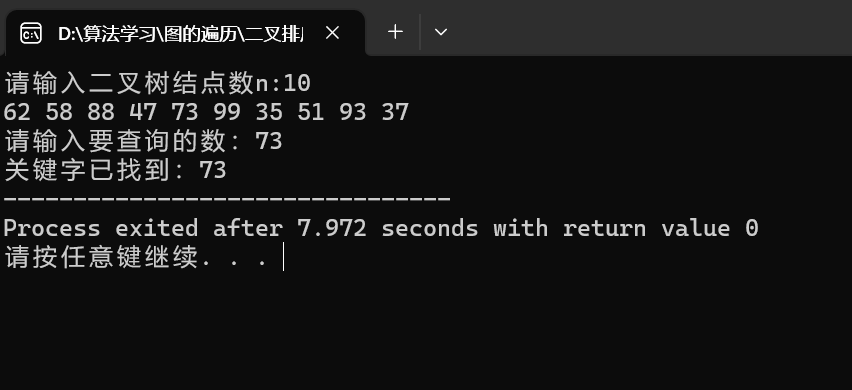 D:\算法学习\图的遍历\二叉排
请输入二叉树结点数n:10
62 58 88 47 73 99 35 51 93 37
请输入要查询的数：73
关键字已找到：73
--------------------------------
Process exited after 7.972 seconds with return value 0
请按任意键继续. . .